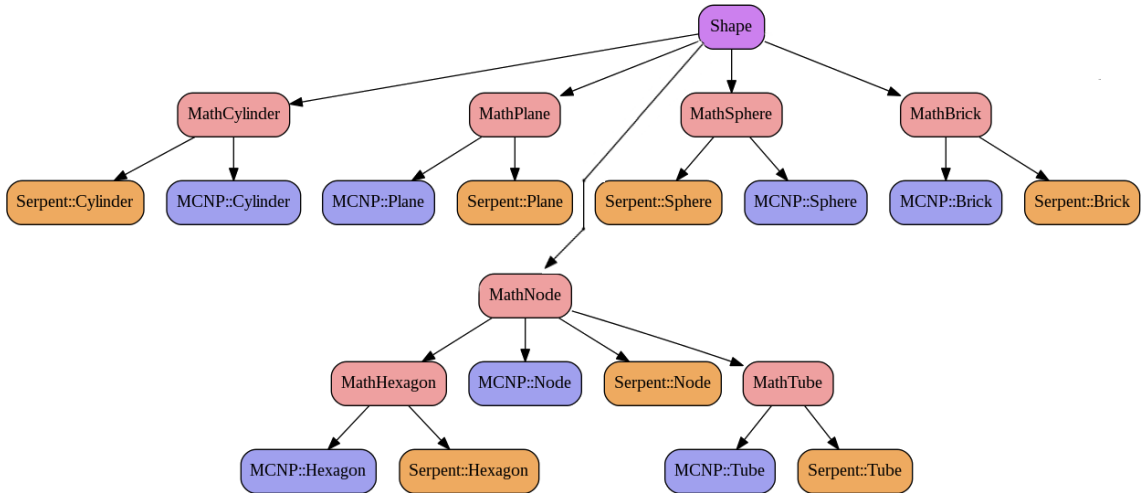 Shape
MathCylinder
MathPlane
MathSphere
MathBrick
Serpent::Cylinder
MCNP::Cylinder
MCNP::Plane
Serpent::Plane
Serpent::Sphere
MCNP::Sphere
MCNP::Brick
Serpent::Brick
MathNode
MathHexagon
MCNP::Node
Serpent::Node
MathTube
MCNP::Hexagon
Serpent::Hexagon
MCNP::Tube
Serpent::Tube